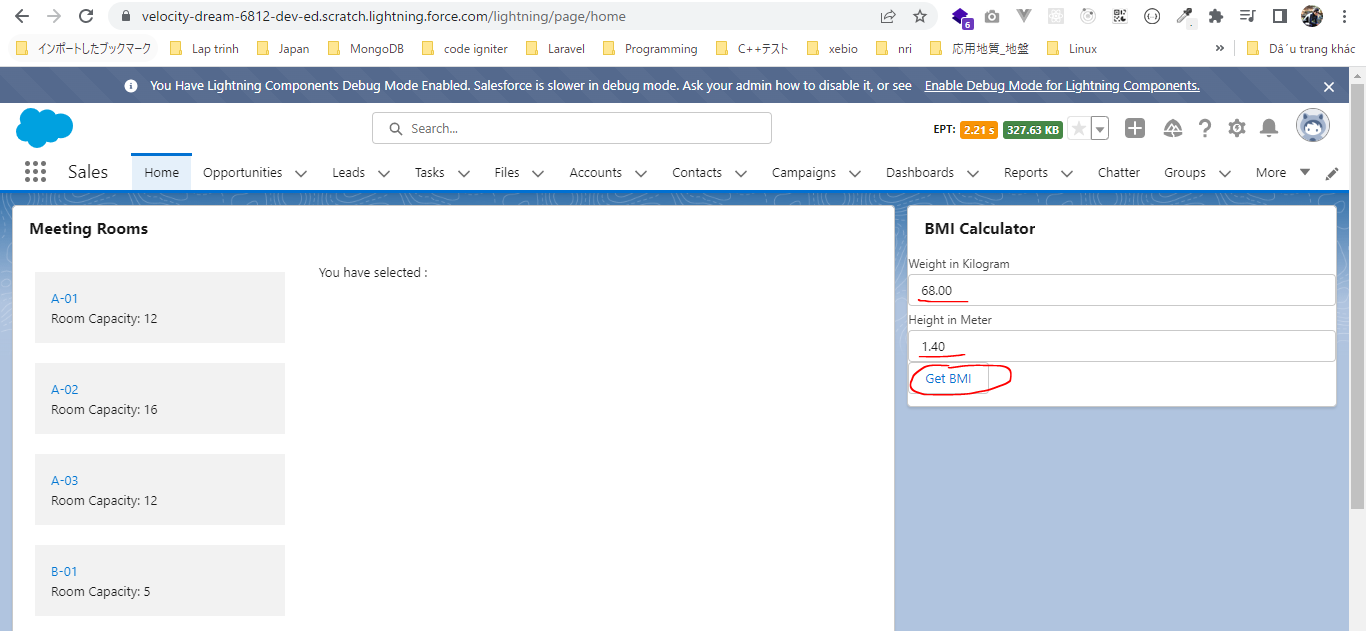 velocity-dream-6812-dev-ed.scratch.lightning.force.com/lightning/page/home
6
インポートしたブックマーク Lap trinh Japan MongoDB code igniter Laravel Programming C++テスト xebio nri 応用地質_地盤 Linux » Dấu trang khác
You Have Lightning Components Debug Mode Enabled. Salesforce is slower in debug mode. Ask your admin how to disable it, or see Enable Debug Mode for Lightning Components.
Search...
EPT: 2.21 s 327.63 KB
Sales Home Opportunities Leads Tasks Files Accounts Contacts Campaigns Dashboards Reports Chatter Groups More
Meeting Rooms
You have selected :
A-01
Room Capacity: 12
A-02
Room Capacity: 16
A-03
Room Capacity: 12
B-01
Room Capacity: 5
BMI Calculator
Weight in Kilogram
68.00
Height in Meter
1.40
Get BMI